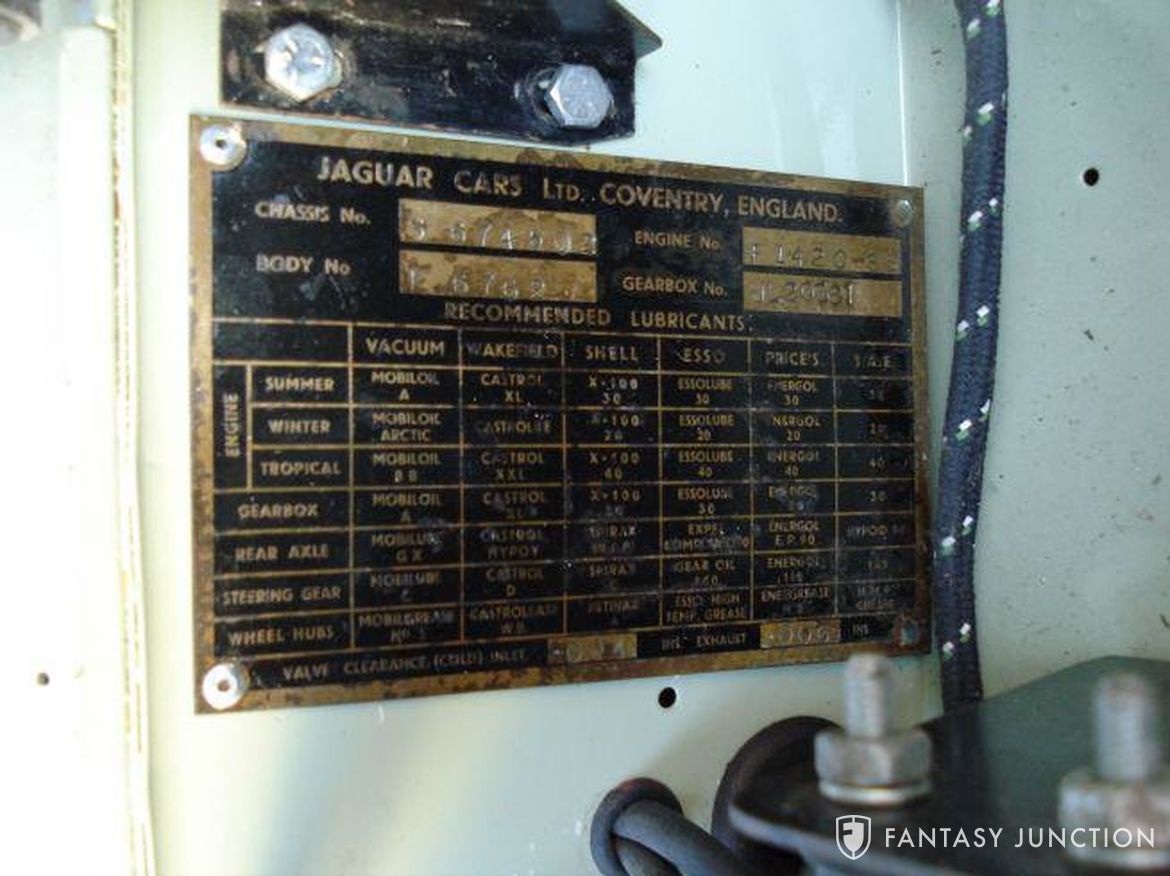 JAGUAR CARS LTD. COVENTRY, ENGLAND.
CHASSIS No. ENGINE No.
BODY No GEARBOX No.
RECOMMENDED LUBRICANTS.
VACUUM WAKEFIELD SHELL ESSO PRICE'S S.A.E.
ENGINE
SUMMER MOBILOIL A CASTROL XL X-100 30 ESSOLUBE 30 ENERGOL 30
WINTER MOBILOIL ARCTIC CASTROLITE X-100 20 ESSOLUBE 20 ENERGOL 20 20
TROPICAL MOBILOIL BB CASTROL XXL X-100 40 ESSOLUBE 40 ENERGOL 40 40
GEARBOX MOBILOIL A CASTROL XL X-100 30 ESSOLUBE 30 ENERGOL 30
REAR AXLE MOBILUBE GX CASTROL HYPOY SPIRAX EXPEE COMPOUND ENERGOL E.P. 90 HYPOID 90
STEERING GEAR MOBILUBE C CASTROL D SPIRAX C GEAR OIL ENERGOL
WHEEL HUBS MOBILGREASE No CASTROLEASE W.B. RETINAX ESSO HIGH TEMP. GREASE ENERGREASE GREASE
VALVE CLEARANCE (COLD) INLET INS. EXHAUST .006 INS
FANTASY JUNCTION